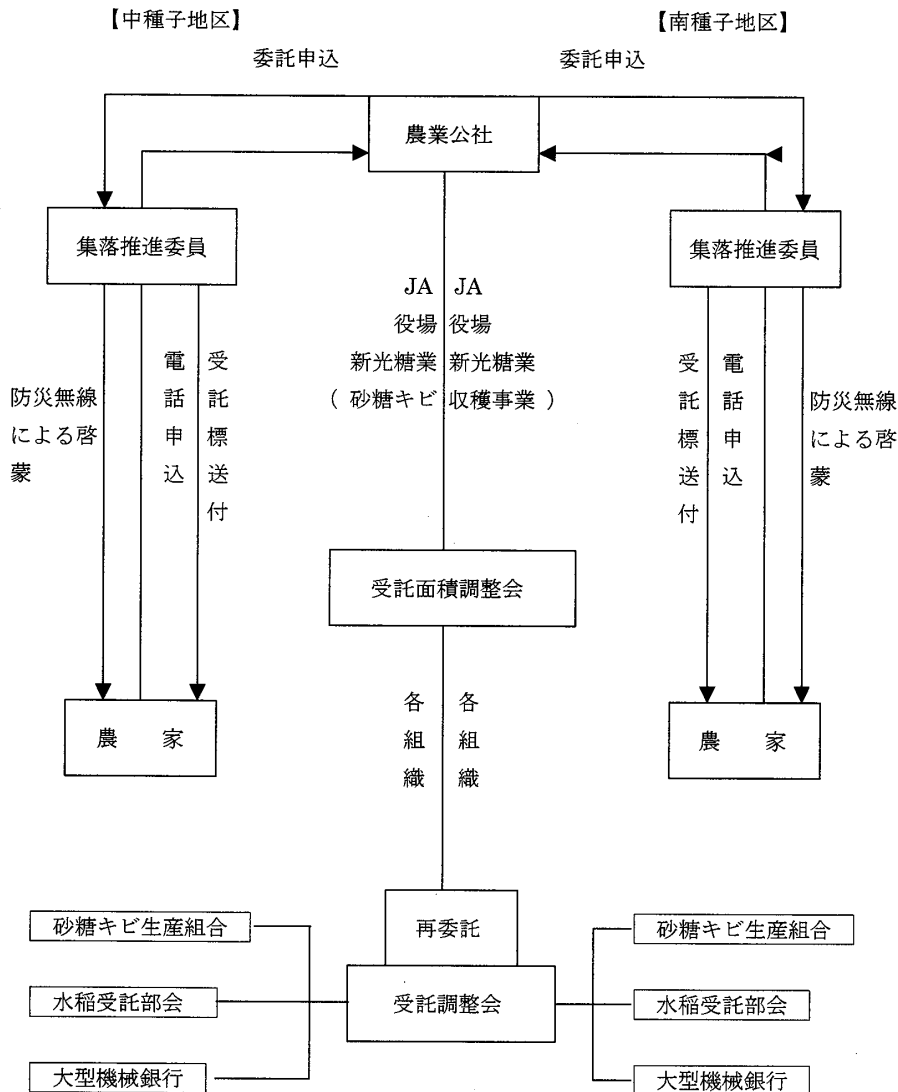 【中種子地区】
【南種子地区】
委託申込
委託申込
農業公社
集落推進委員
集落推進委員
JA JA
役場 役場
新光糖業 新光糖業
( 砂糖キビ 収穫事業 )
防災無線
による啓
蒙
電話申込
受託標送付
受託標送付
電話申込
防災無線
による啓
蒙
受託面積調整会
農 家
農 家
各組織
各組織
再委託
受託調整会
砂糖キビ生産組合
水稲受託部会
大型機械銀行
砂糖キビ生産組合
水稲受託部会
大型機械銀行